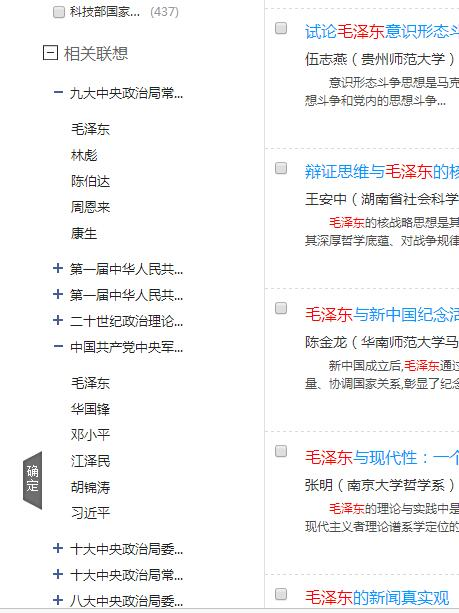 科技部国家... (437)
相关联想
九大中央政治局常...
毛泽东
林彪
陈伯达
周恩来
康生
第一届中华人民共...
第一届中华人民共...
二十世纪政治理论...
中国共产党中央军...
毛泽东
华国锋
邓小平
江泽民
胡锦涛
习近平
十大中央政治局委...
十大中央政治局常...
八大中央政治局委...
确定
试论毛泽东意识形态斗
伍志燕（贵州师范大学）
意识形态斗争思想是马克
想斗争和党内的思想斗争...
辩证思维与毛泽东的核
王安中（湖南省社会科学
毛泽东的核战略思想是其
其深厚哲学底蕴、对战争规律
毛泽东与新中国纪念活
陈金龙（华南师范大学马
新中国成立后,毛泽东通过
量、协调国家关系,彰显了纪念
毛泽东与现代性：一个
张明（南京大学哲学系）
毛泽东的理论与实践中是
现代主义者理论谱系学定位的
毛泽东的新闻真实观